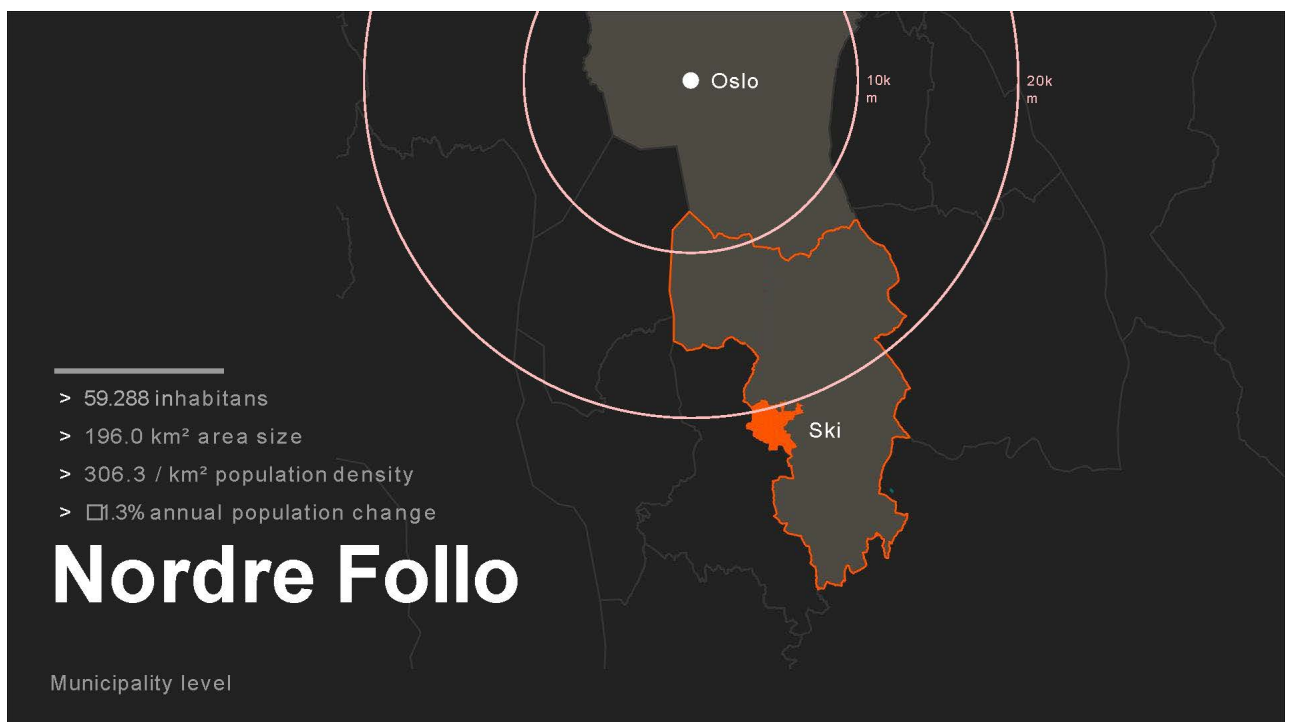 Oslo
10k
m
20k
m
> 59.288 inhabitans
> 196.0 km² area size
Ski
> 306.3 / km² population density
> □1.3% annual population change
Nordre Follo
Municipality level